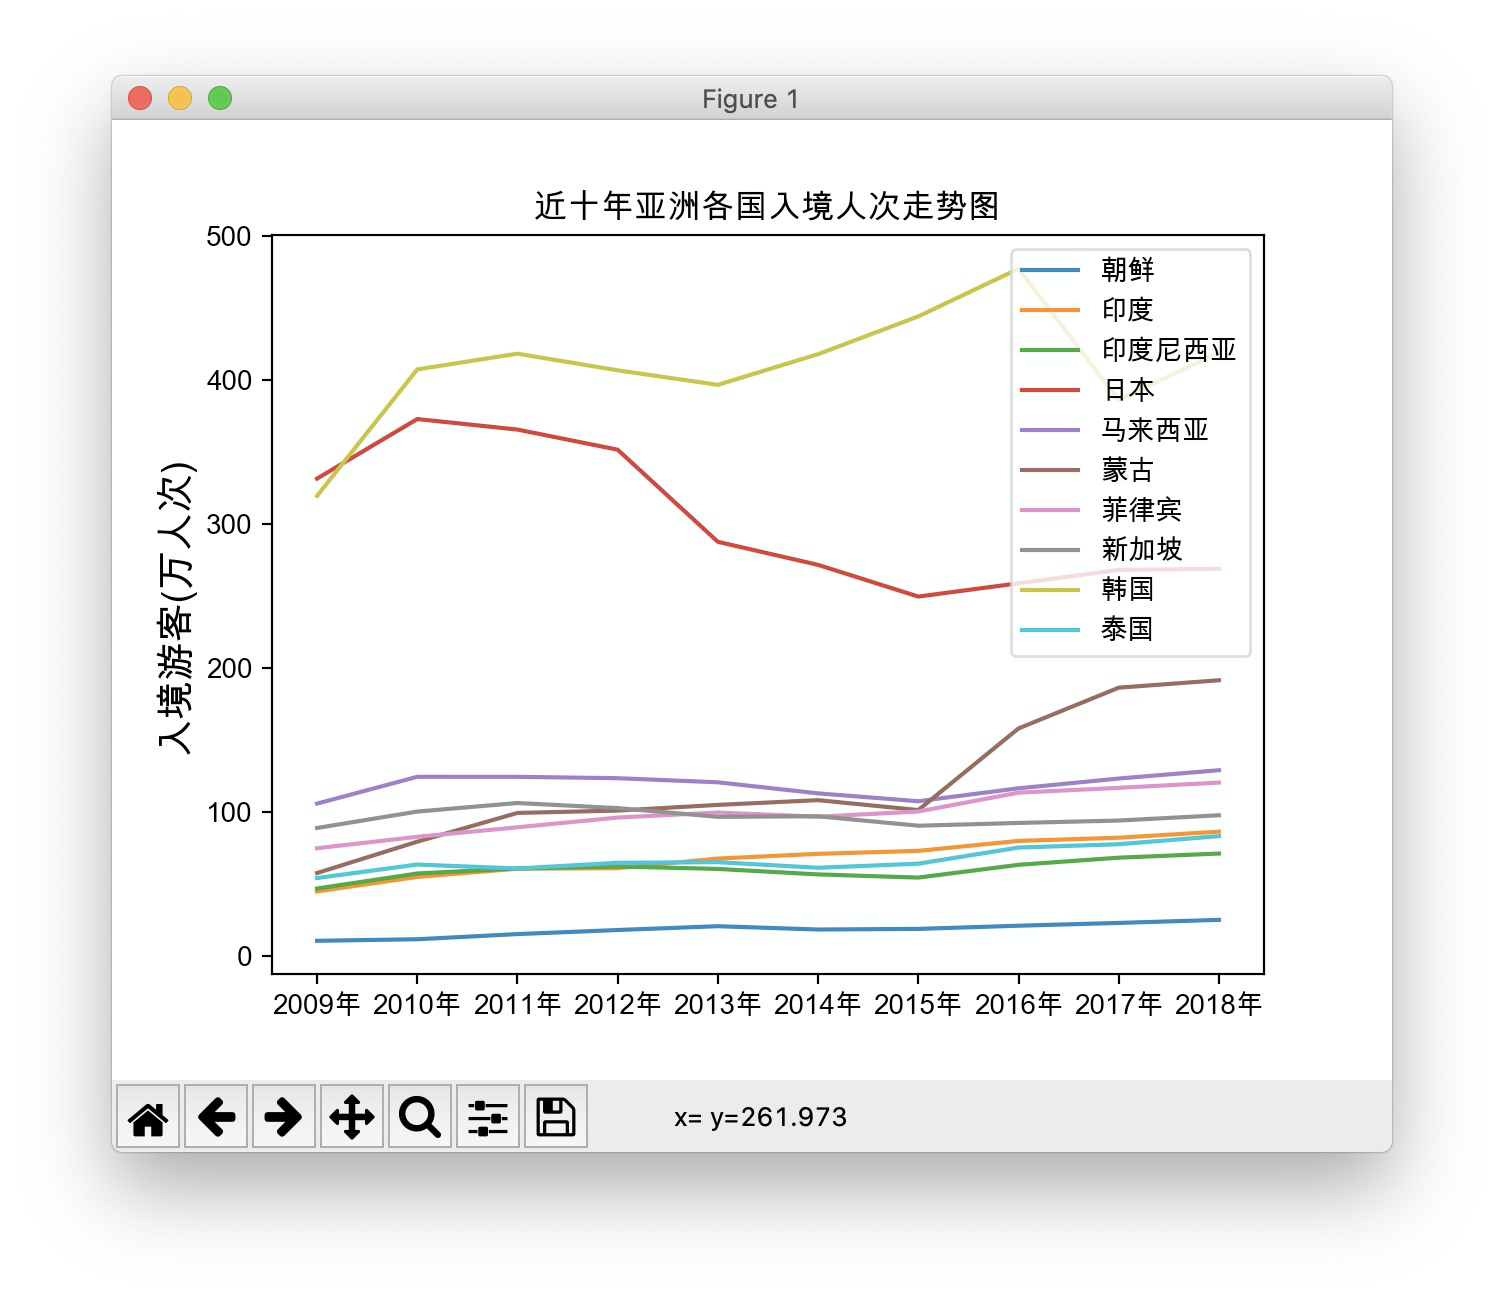 Figure 1
近十年亚洲各国入境人次走势图
500
400
300
200
100
0
入境游客(万人次)
朝鲜
印度
印度尼西亚
日本
马来西亚
蒙古
菲律宾
新加坡
韩国
泰国
2009年 2010年 2011年 2012年 2013年 2014年 2015年 2016年 2017年 2018年
x= y=261.973